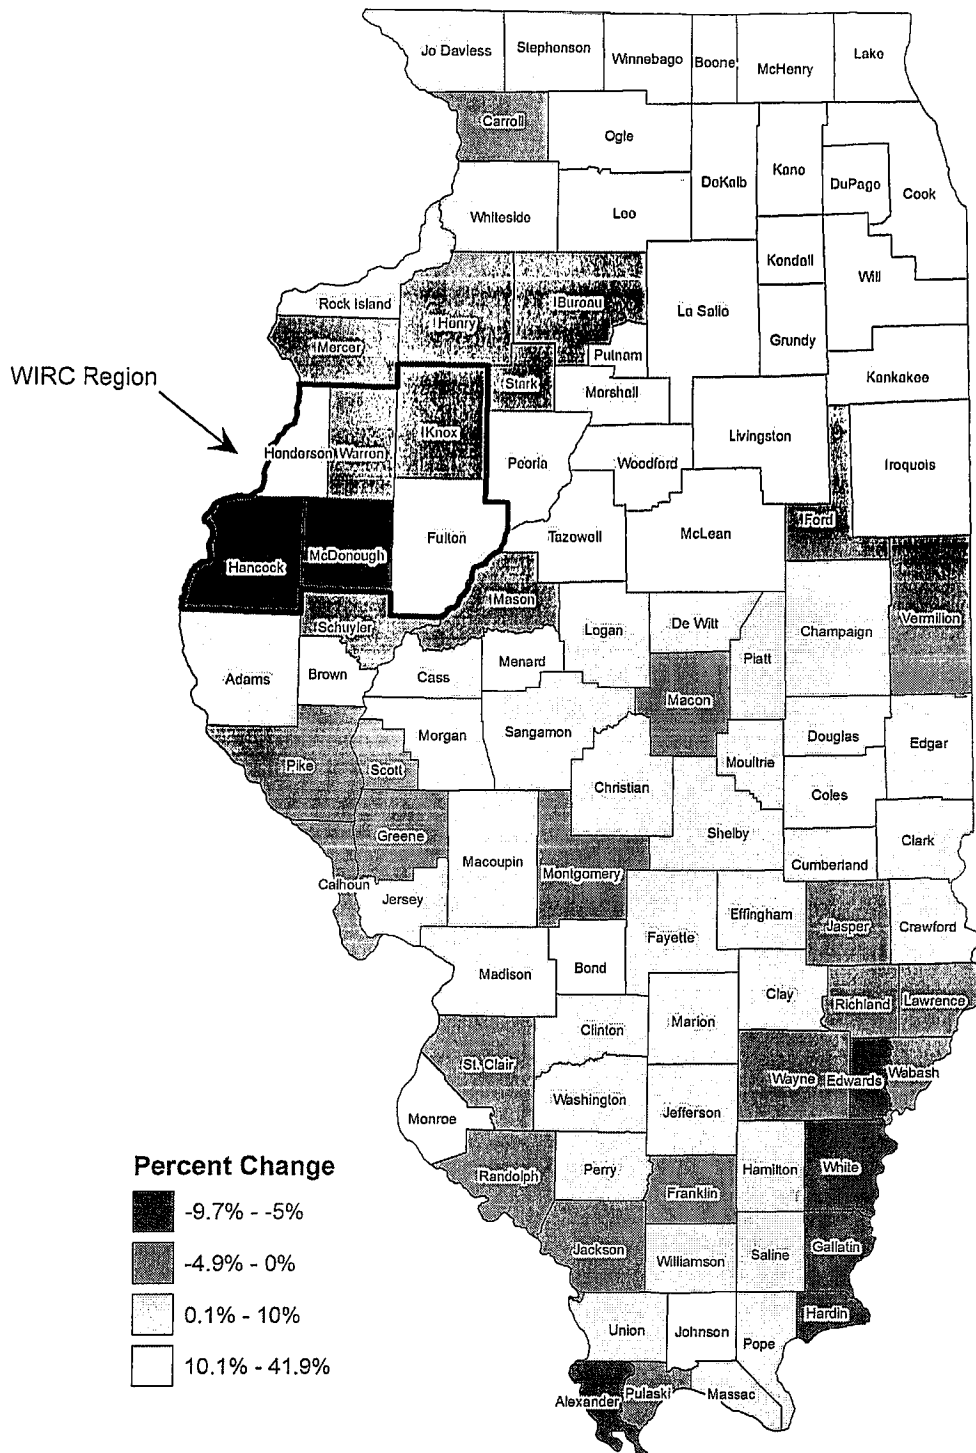 Jo Daviess
Stephenson
Winnebago
Boone
McHenry
Lake
Carroll
Ogle
DeKalb
Kane
DuPage
Cook
Whiteside
Lee
Kendall
Will
Rock Island
Henry
Bureau
La Salle
Grundy
Mercer
Putnam
Kankakee
WIRC Region
Stark
Marshall
Knox
Livingston
Henderson
Warren
Peoria
Woodford
Iroquois
Ford
Fulton
Tazewell
McLean
McDonough
Hancock
Mason
Schuyler
Logan
De Witt
Champaign
Vermilion
Piatt
Adams
Brown
Cass
Menard
Macon
Morgan
Sangamon
Douglas
Edgar
Pike
Scott
Moultrie
Christian
Coles
Greene
Shelby
Clark
Macoupin
Cumberland
Montgomery
Calhoun
Jersey
Effingham
Fayette
Jasper
Crawford
Madison
Bond
Clay
Richland
Lawrence
Clinton
Marion
St. Clair
Wayne
Edwards
Wabash
Washington
Jefferson
Monroe
Percent Change
Randolph
Perry
Hamilton
White
Franklin
-9.7% - -5%
Jackson
Williamson
Saline
Gallatin
-4.9% - 0%
0.1% - 10%
Hardin
Union
Johnson
Pope
10.1% - 41.9%
Alexander
Pulaski
Massac